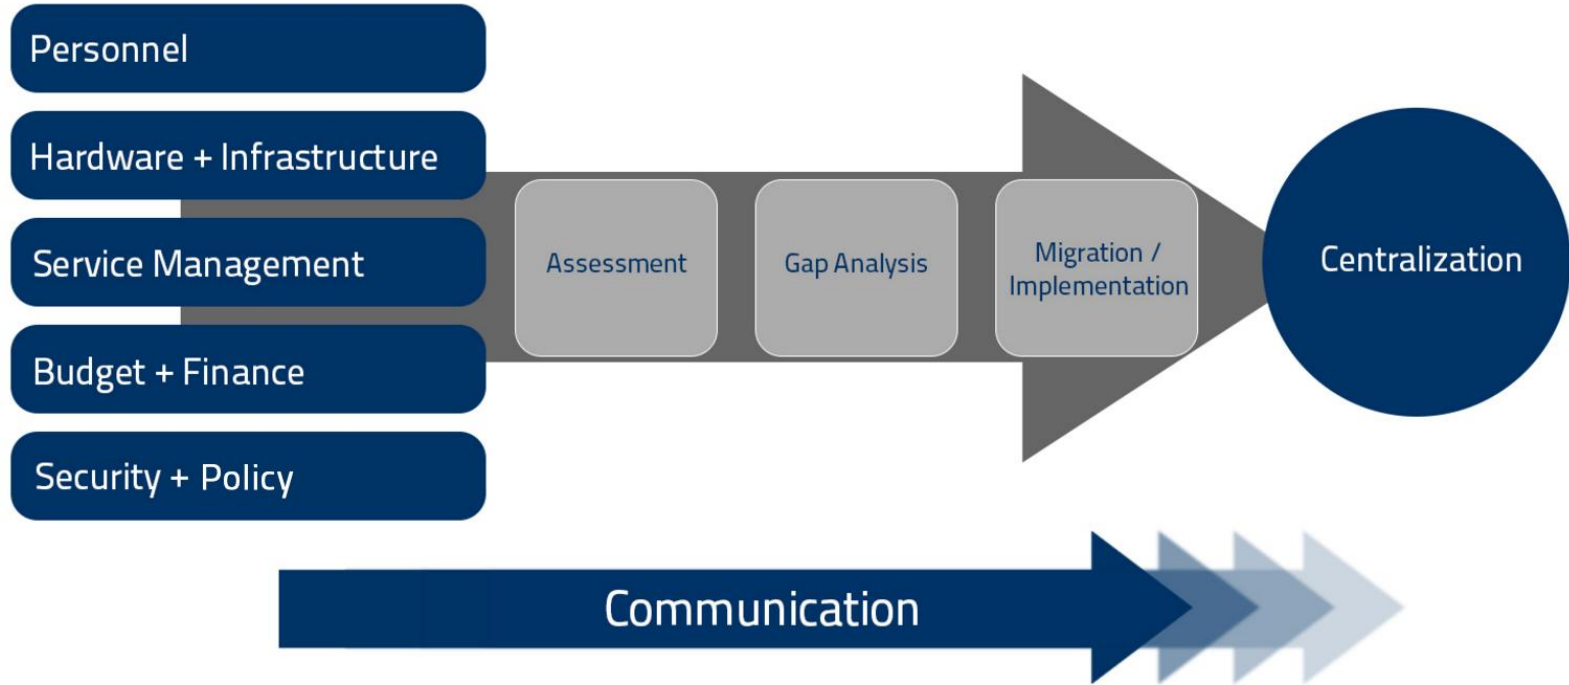 Personnel
Hardware + Infrastructure
Service Management
Budget + Finance
Security + Policy
Assessment
Gap Analysis
Migration /
Implementation
Centralization
Communication